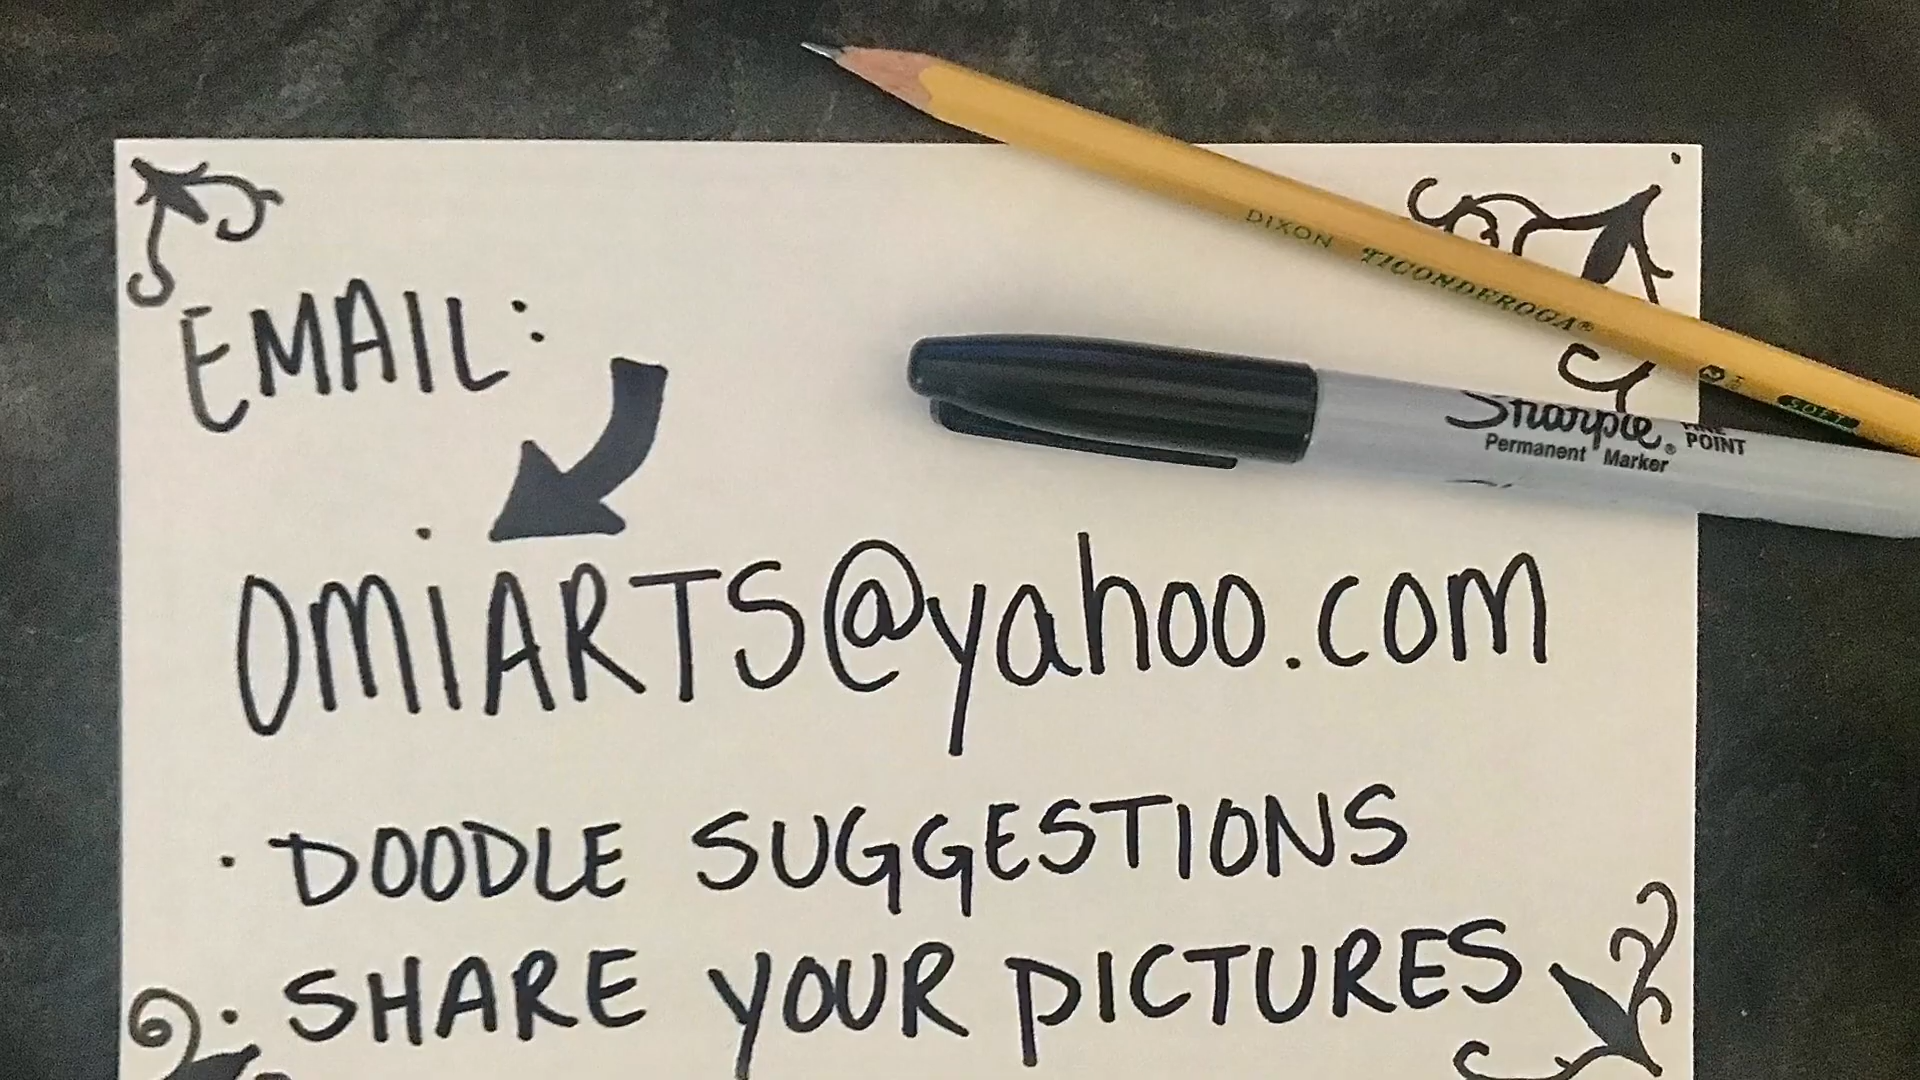 EMAIL:
OMiARTS@yahoo.com
· DOODLE SUGGESTIONS
· SHARE YOUR PICTURES
DIXON TICONDEROGA®
SOFT
Sharpie® FINE POINT
Permanent Marker